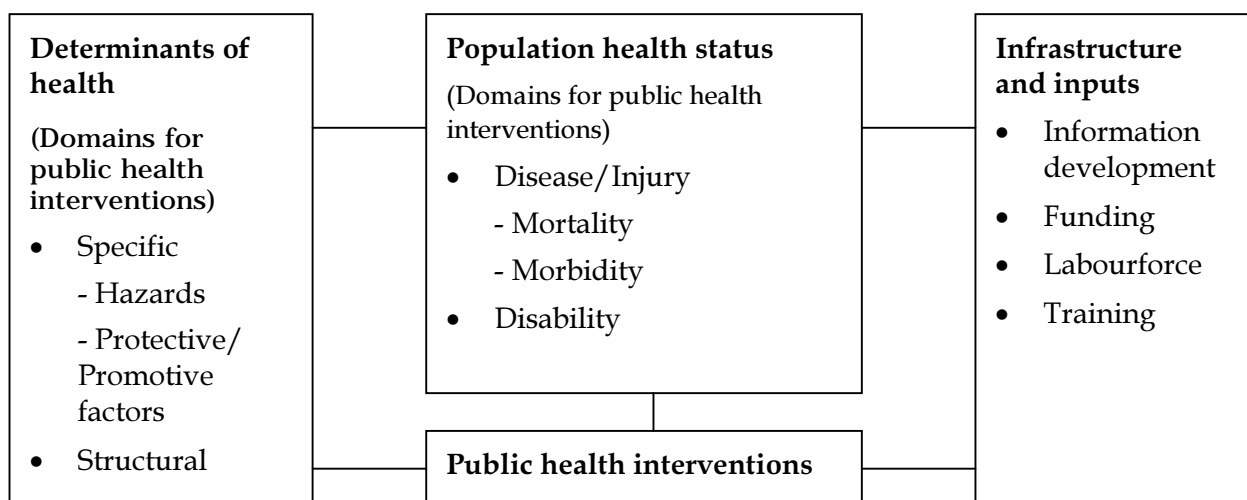 Determinants of
health
(Domains for
public health
interventions)
• Specific
- Hazards
- Protective/
Promotive
factors
• Structural
Population health status
(Domains for public health
interventions)
• Disease/Injury
- Mortality
- Morbidity
• Disability
Public health interventions
Infrastructure
and inputs
• Information
development
• Funding
• Labourforce
• Training